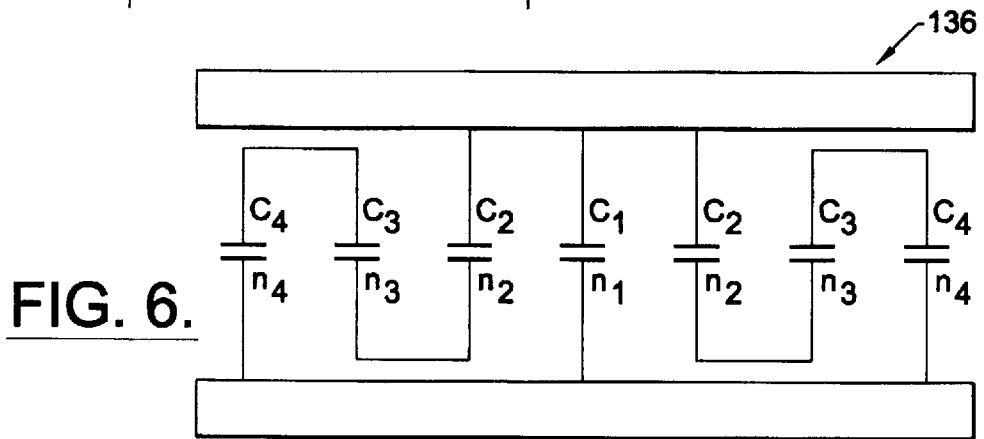 136
C₄ C₃ C₂ C₁ C₂ C₃ C₄
n₄ n₃ n₂ n₁ n₂ n₃ n₄
FIG. 6.